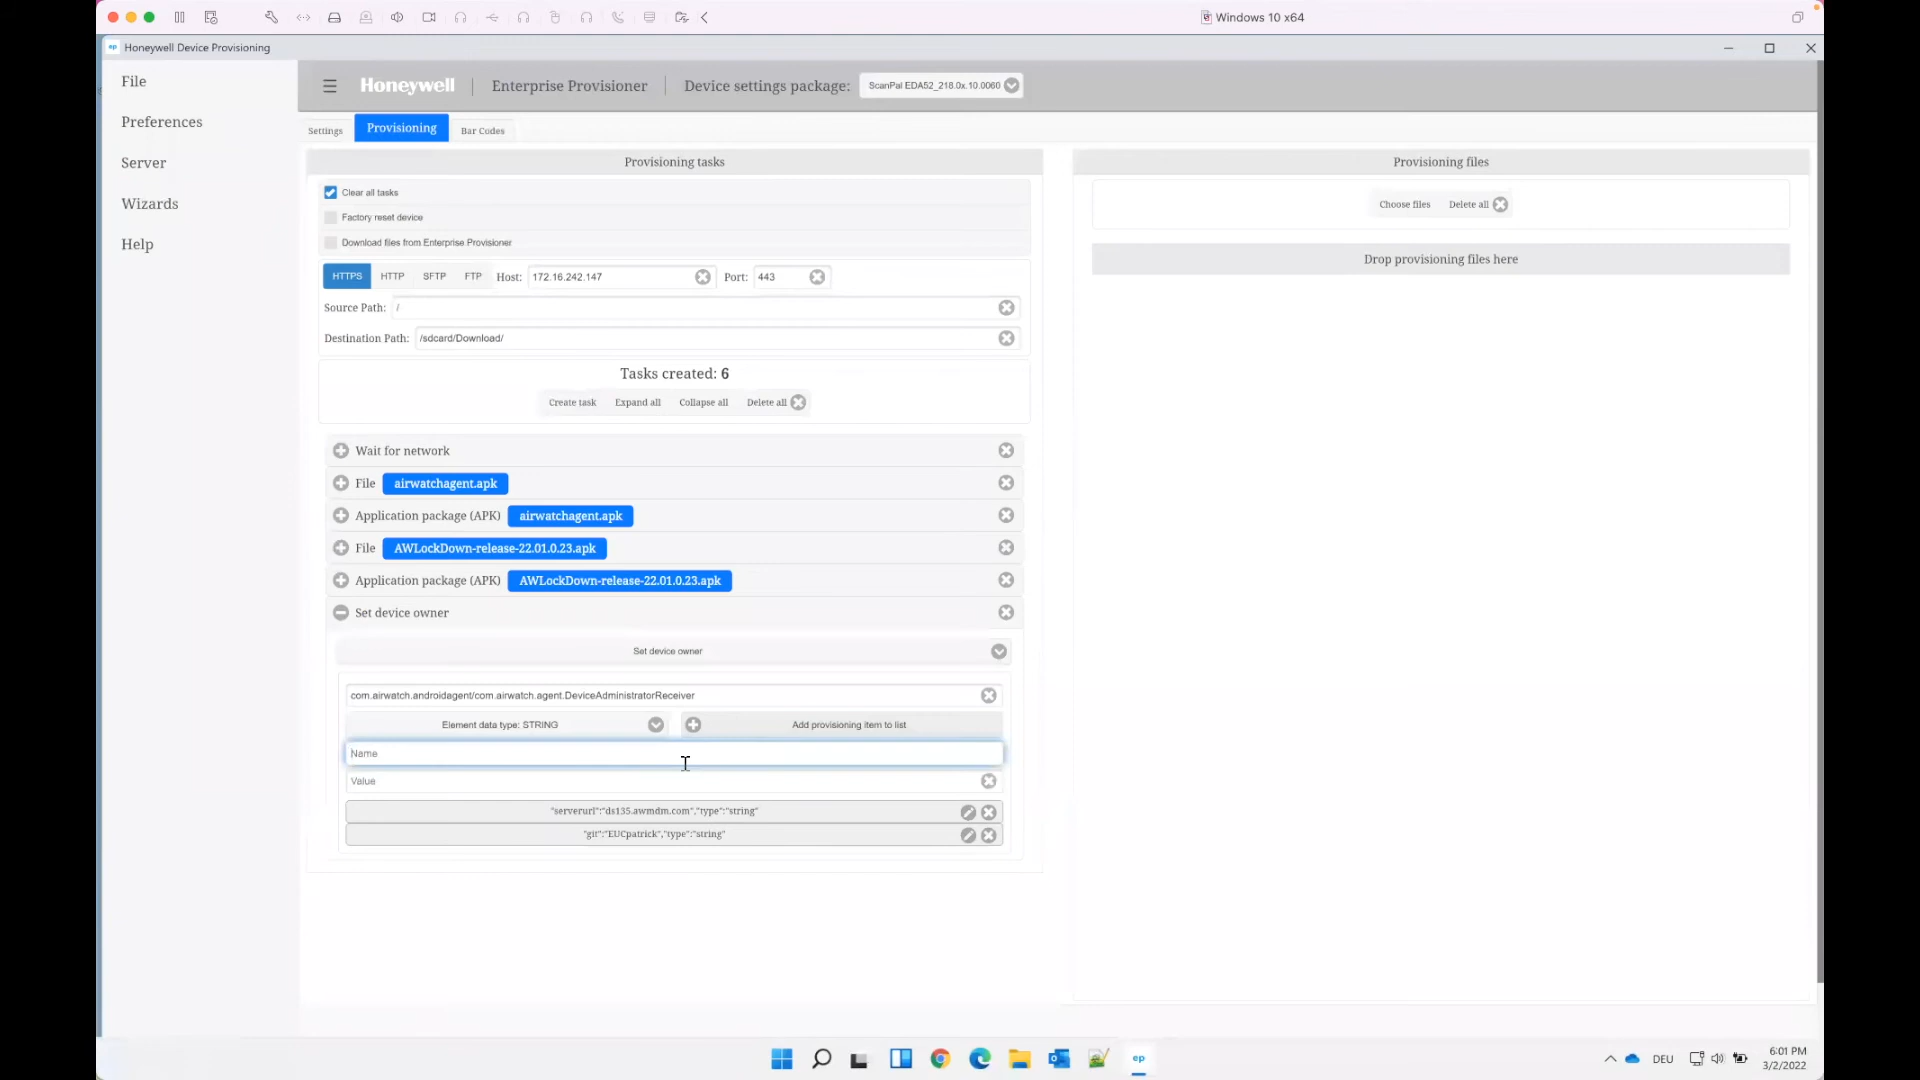 Windows 10 x64
ep Honeywell Device Provisioning
File
Preferences
Server
Wizards
Help
Honeywell Enterprise Provisioner Device settings package: ScanPal EDA52_218.0x.10.0060
Settings Provisioning Bar Codes
Provisioning tasks
Clear all tasks
Factory reset device
Download files from Enterprise Provisioner
HTTPS HTTP SFTP FTP Host: 172.16.242.147 Port: 443
Source Path: /
Destination Path: /sdcard/Download/
Tasks created: 6
Create task Expand all Collapse all Delete all
Wait for network
File airwatchagent.apk
Application package (APK) airwatchagent.apk
File AWLockDown-release-22.01.0.23.apk
Application package (APK) AWLockDown-release-22.01.0.23.apk
Set device owner
Set device owner
com.airwatch.androidagent/com.airwatch.agent.DeviceAdministratorReceiver
Element data type: STRING Add provisioning item to list
Name
Value
"serverurl":"ds135.awmdm.com","type":"string"
"git":"EUCpatrick","type":"string"
Provisioning files
Choose files Delete all
Drop provisioning files here
ep
DEU
6:01 PM
3/2/2022